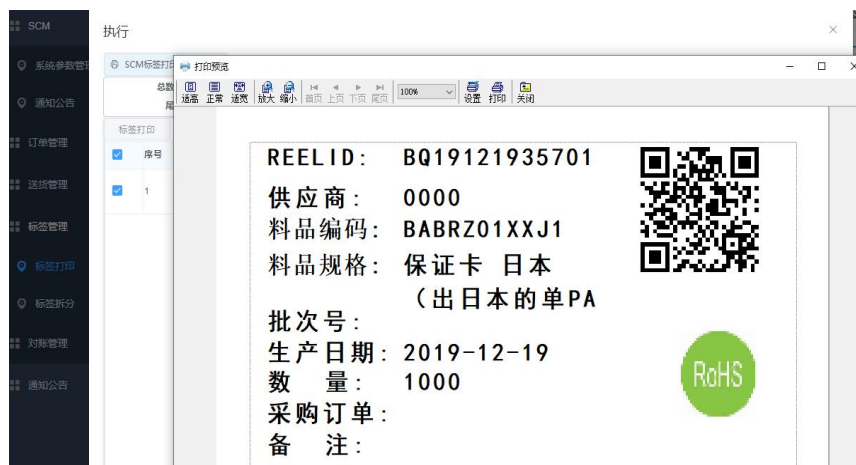 SCM
系统参数管理
通知公告
订单管理
送货管理
标签管理
标签打印
标签拆分
对账管理
通知公告
执行
SCM标签打印
总数
尾
标签打印
序号
1
打印预览
适高 正常 适宽 放大 缩小 首页 上页 下页 尾页 100% 设置 打印 关闭
REELID: BQ19121935701
供应商: 0000
料品编码: BABRZ01XXJ1
料品规格: 保证卡 日本
（出日本的单PA
批次号:
生产日期: 2019-12-19
数 量: 1000
采购订单:
备 注:
RoHS